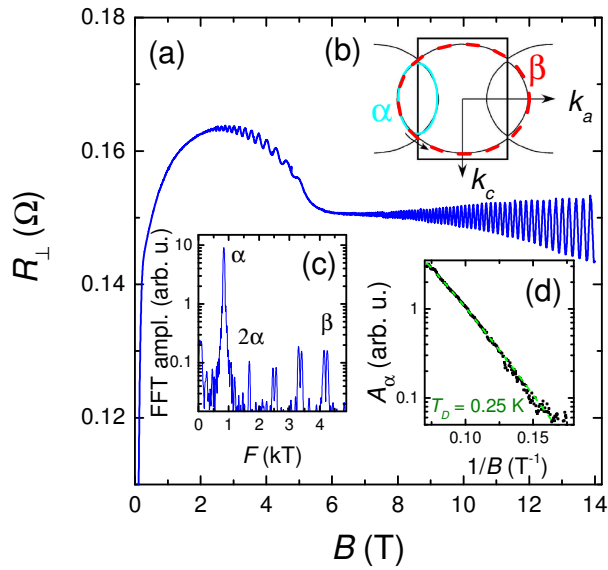 (a)
(b)
α
β
k_a
k_c
R_⊥ (Ω)
0.18
0.16
0.14
0.12
(c)
FFT ampl. (arb. u.)
10
1
0.1
α
2α
β
0 1 2 3 4
F (kT)
(d)
A_α (arb. u.)
1
0.1
T_D = 0.25 K
0.10 0.15
1/B (T⁻¹)
0 2 4 6 8 10 12 14
B (T)